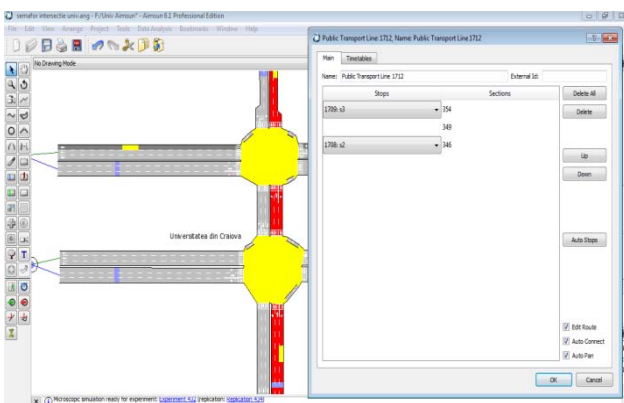 semafor intersectie univ.ang - F:/Univ Aimsun* - Aimsun 6.1 Professional Edition
File Edit View Arrange Project Tools Data Analysis Bookmarks Window Help
No Drawing Mode
Universitatea din Craiova
Microscopic simulation ready for experiment: Experiment 432 (replication: Replication 434)
Public Transport Line 1712, Name: Public Transport Line 1712
Main Timetables
Name: Public Transport Line 1712 External Id:
Stops Sections
Delete All
1709: s3 354
Delete
349
1708: s2 346
Up
Down
Auto Stops
Edit Route
Auto Connect
Auto Pan
OK Cancel